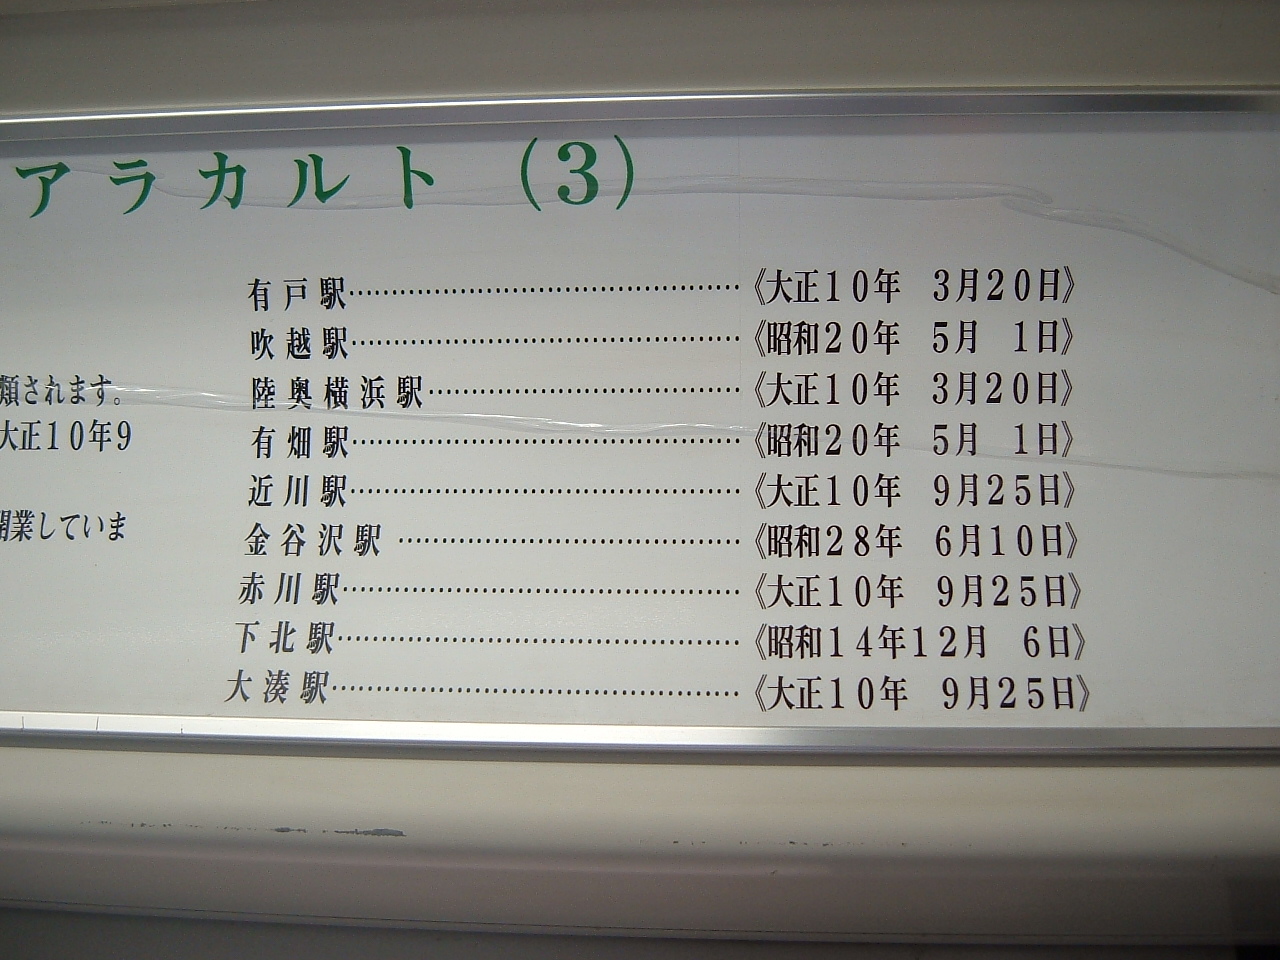 アラカルト（3）
類されます。
大正10年9
開業していま
有戸駅……………………………………《大正10年　3月20日》
吹越駅……………………………………《昭和20年　5月　1日》
陸奥横浜駅………………………………《大正10年　3月20日》
有畑駅……………………………………《昭和20年　5月　1日》
近川駅……………………………………《大正10年　9月25日》
金谷沢駅…………………………………《昭和28年　6月10日》
赤川駅……………………………………《大正10年　9月25日》
下北駅……………………………………《昭和14年12月　6日》
大湊駅……………………………………《大正10年　9月25日》